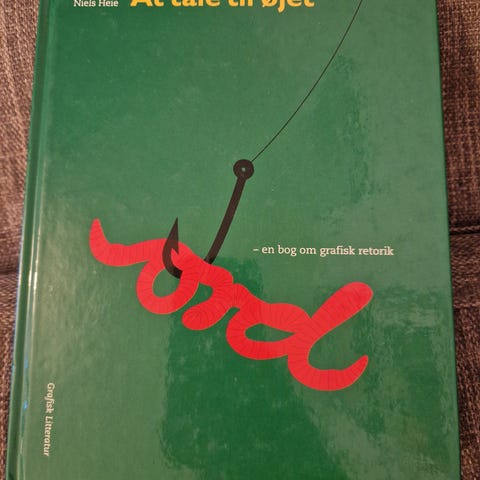 Niels Heie
At tale til øjet
– en bog om grafisk retorik
ord
Grafisk Litteratur